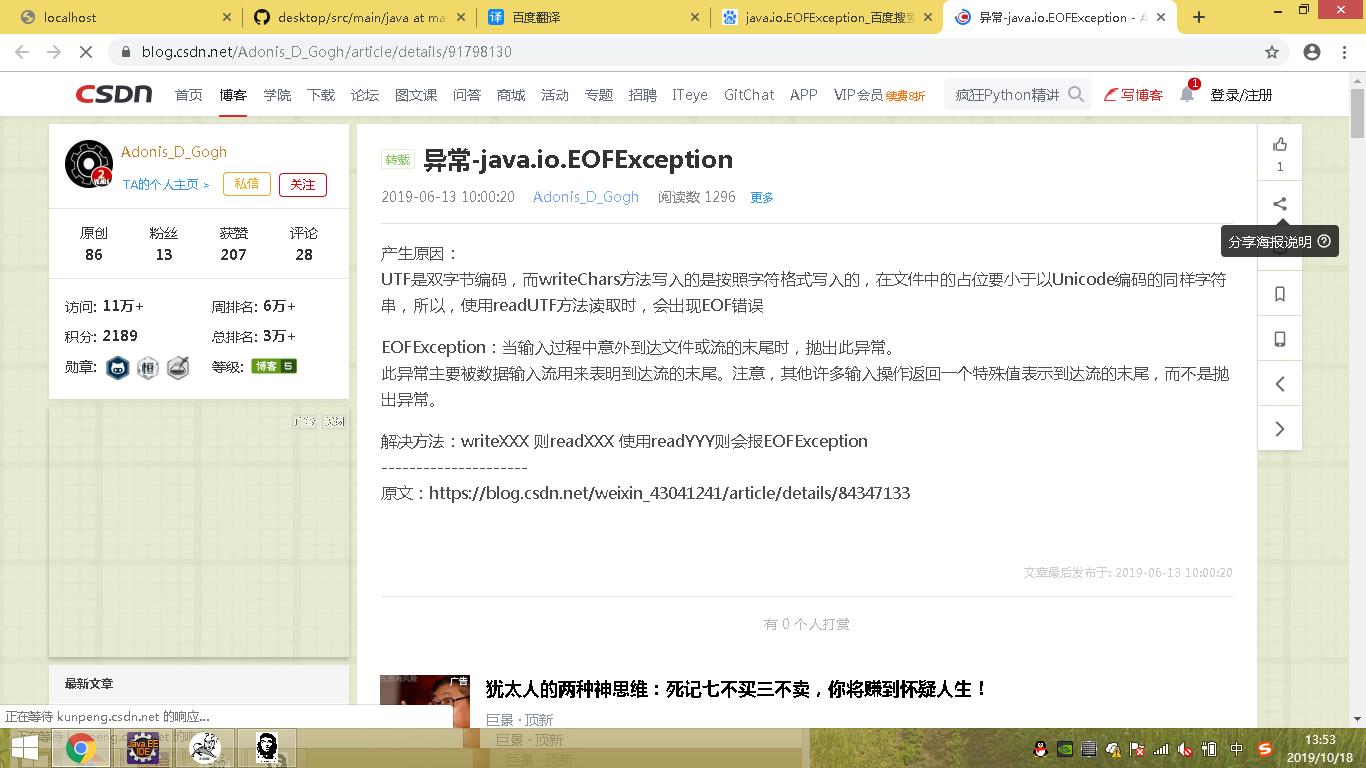 localhost
desktop/src/main/java at ma
百度翻译
java.io.EOFException_百度搜索
异常-java.io.EOFException - A
blog.csdn.net/Adonis_D_Gogh/article/details/91798130
CSDN 首页 博客 学院 下载 论坛 图文课 问答 商城 活动 专题 招聘 ITeye GitChat APP VIP会员 续费8折 疯狂Python精讲 写博客 1 登录/注册
Adonis_D_Gogh
2 YEARS
TA的个人主页 > 私信 关注
原创 粉丝 获赞 评论
86 13 207 28
访问: 11万+ 周排名: 6万+
积分: 2189 总排名: 3万+
勋章: 恒 等级: 博客 5
广告 关闭
最新文章
转载 异常-java.io.EOFException
2019-06-13 10:00:20 Adonis_D_Gogh 阅读数 1296 更多
产生原因：
UTF是双字节编码，而writeChars方法写入的是按照字符格式写入的，在文件中的占位要小于以Unicode编码的同样字符
串，所以，使用readUTF方法读取时，会出现EOF错误
EOFException：当输入过程中意外到达文件或流的末尾时，抛出此异常。
此异常主要被数据输入流用来表明到达流的末尾。注意，其他许多输入操作返回一个特殊值表示到达流的末尾，而不是抛
出异常。
解决方法：writeXXX 则readXXX 使用readYYY则会报EOFException
---------------------
原文：https://blog.csdn.net/weixin_43041241/article/details/84347133
文章最后发布于: 2019-06-13 10:00:20
有 0 个人打赏
广告
犹太人的两种神思维：死记七不买三不卖，你将赚到怀疑人生！
巨景 · 顶新
1
分享海报说明
正在等待 kunpeng.csdn.net 的响应...
正在等待 kunpeng.csdn.net 的响
巨景 · 顶新
巨景 · 顶新
Java EE
IDE
中
13:53
2019/10/18